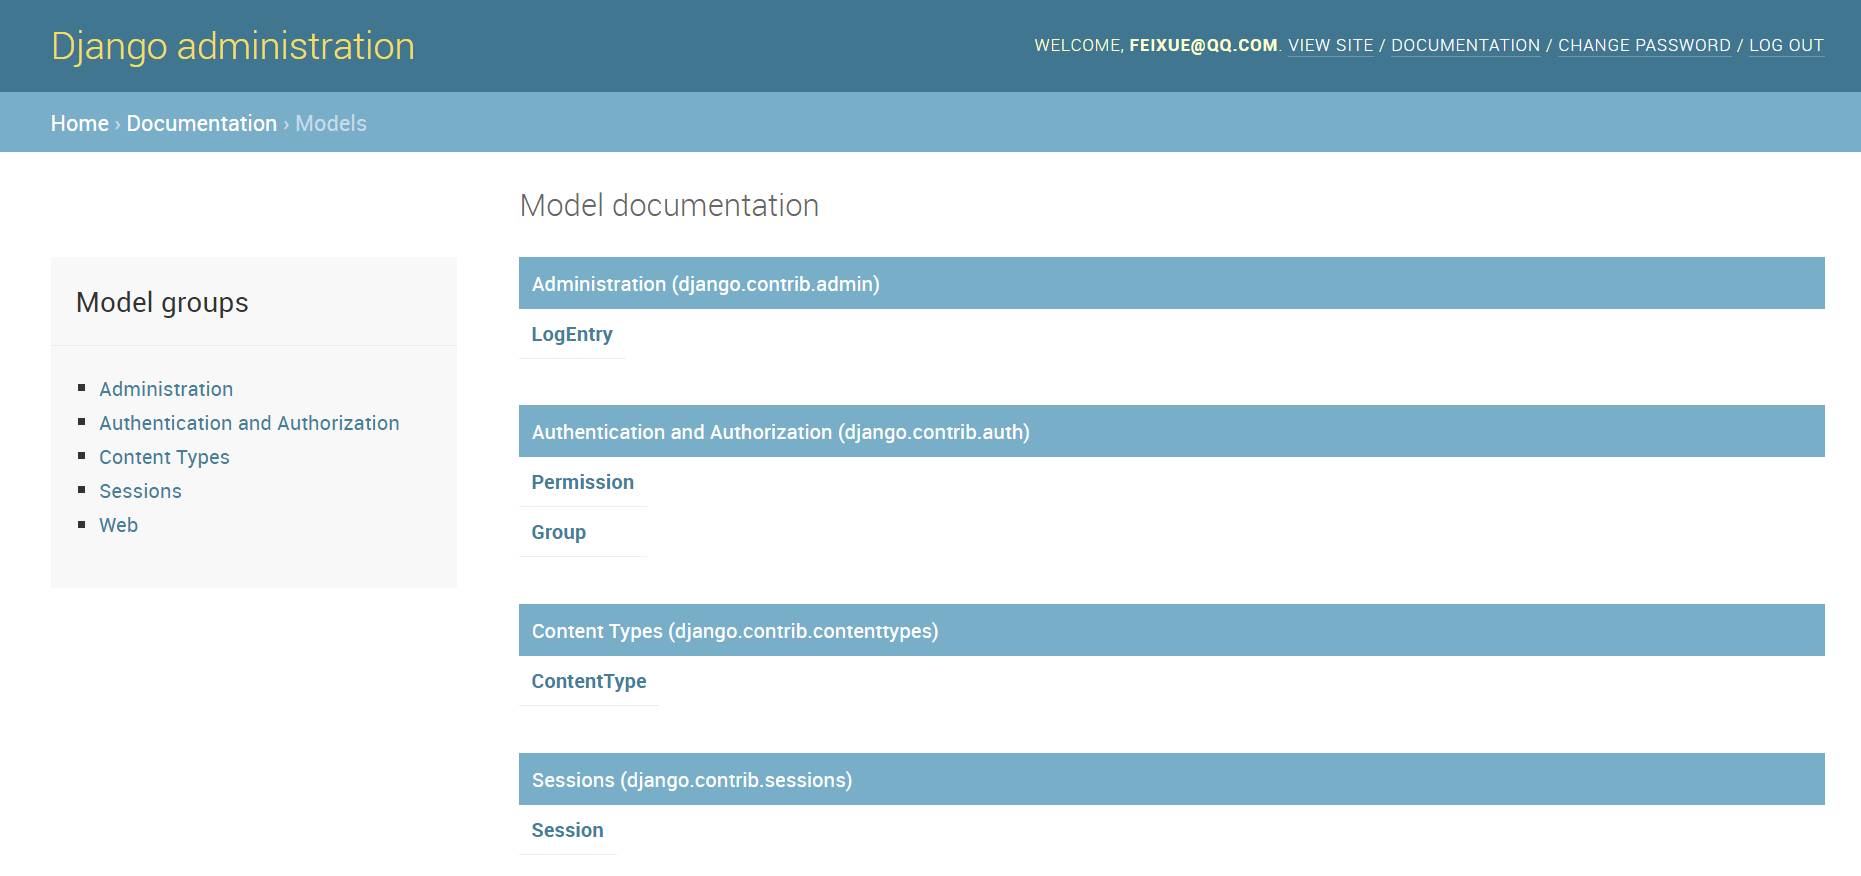 Django administration
WELCOME, FEIXUE@QQ.COM. VIEW SITE / DOCUMENTATION / CHANGE PASSWORD / LOG OUT
Home › Documentation › Models
Model documentation
Model groups
Administration
Authentication and Authorization
Content Types
Sessions
Web
Administration (django.contrib.admin)
LogEntry
Authentication and Authorization (django.contrib.auth)
Permission
Group
Content Types (django.contrib.contenttypes)
ContentType
Sessions (django.contrib.sessions)
Session